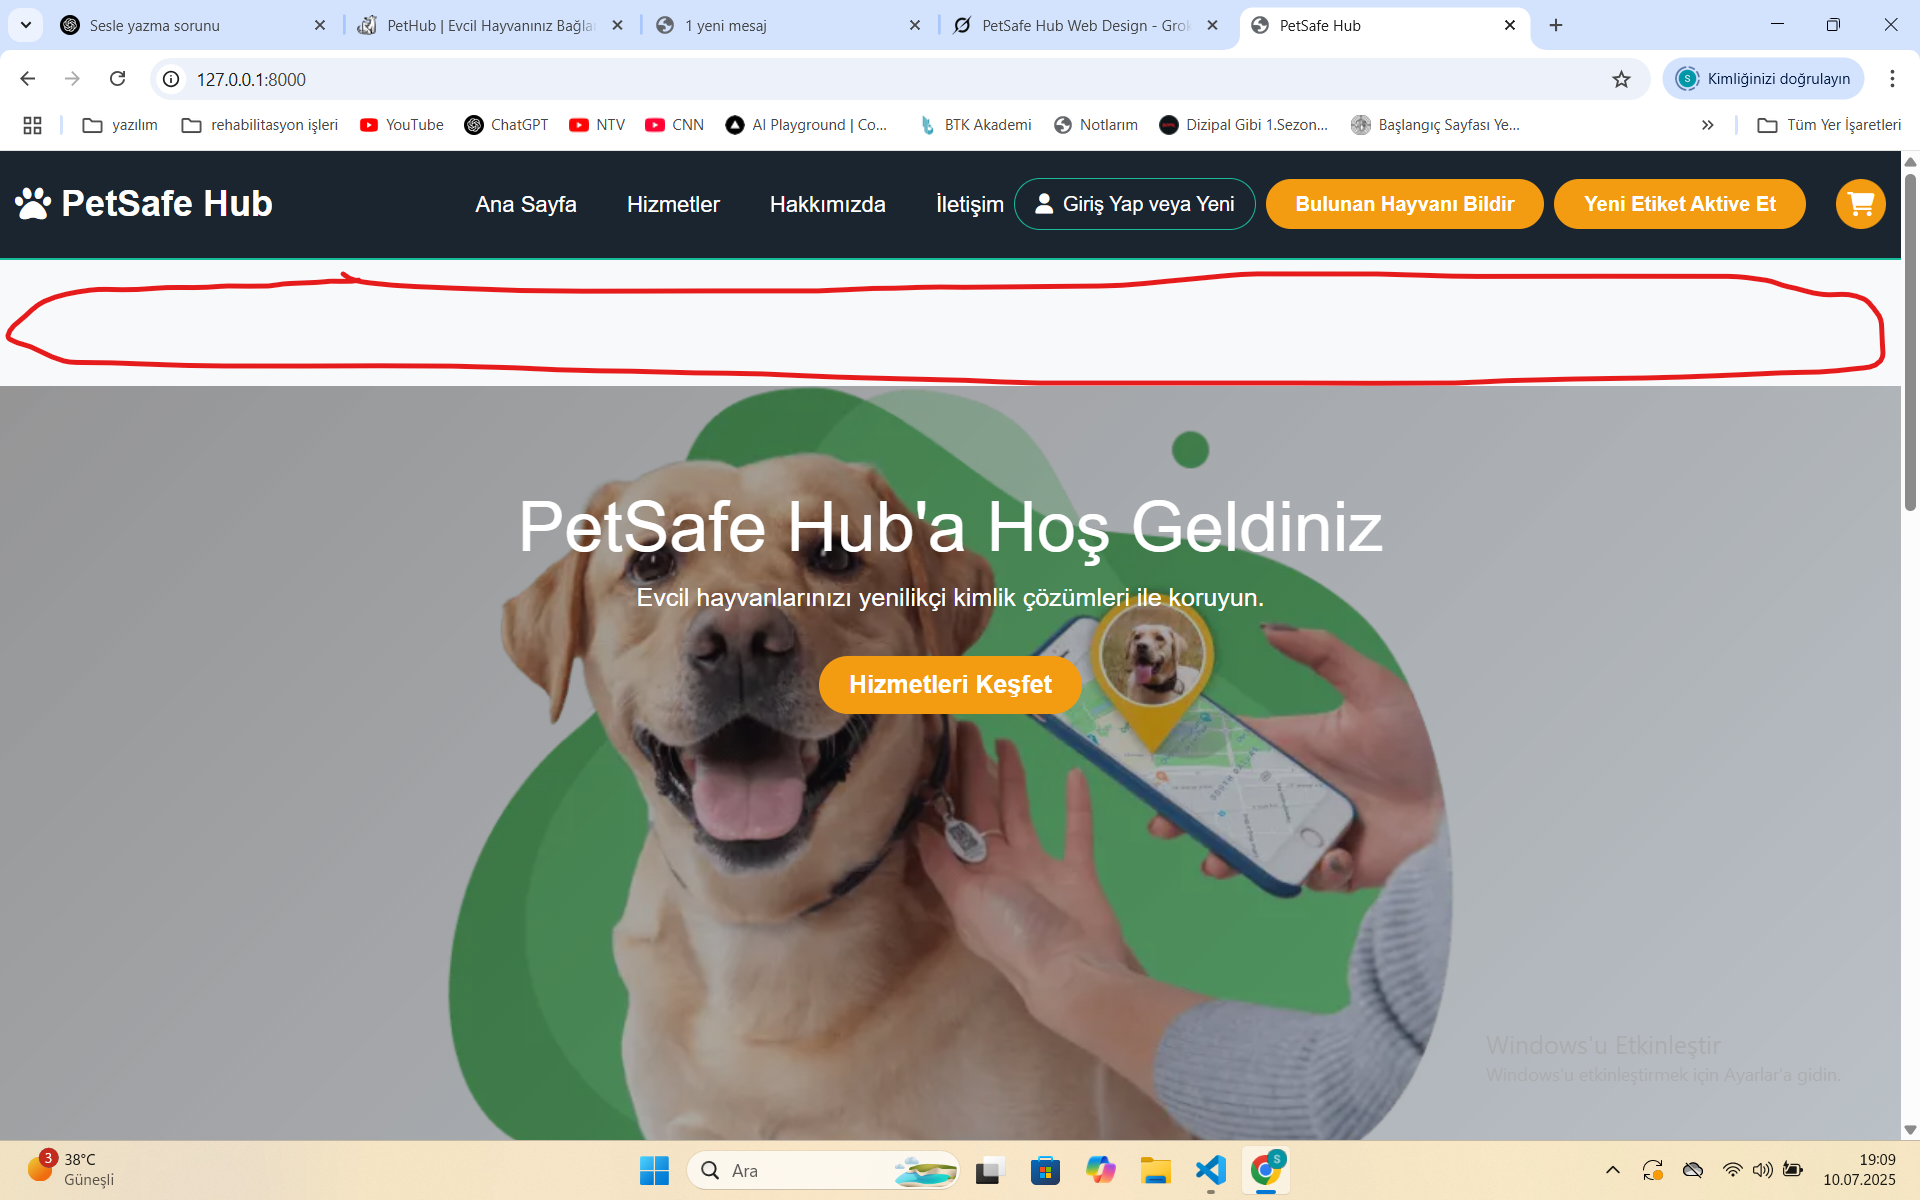 Sesle yazma sorunu
PetHub | Evcil Hayvanınız Bağla
1 yeni mesaj
PetSafe Hub Web Design - Grok
PetSafe Hub
127.0.0.1:8000
S
Kimliğinizi doğrulayın
yazılım
rehabilitasyon işleri
YouTube
ChatGPT
NTV
CNN
AI Playground | Co...
BTK Akademi
Notlarım
Dizipal Gibi 1.Sezon...
Başlangıç Sayfası Ye...
Tüm Yer İşaretleri
PetSafe Hub
Ana Sayfa
Hizmetler
Hakkımızda
İletişim
Giriş Yap veya Yeni
Bulunan Hayvanı Bildir
Yeni Etiket Aktive Et
PetSafe Hub'a Hoş Geldiniz
Evcil hayvanlarınızı yenilikçi kimlik çözümleri ile koruyun.
Hizmetleri Keşfet
Windows'u Etkinleştir
Windows'u etkinleştirmek için Ayarlar'a gidin.
3
38°C
Güneşli
Ara
S
19:09
10.07.2025